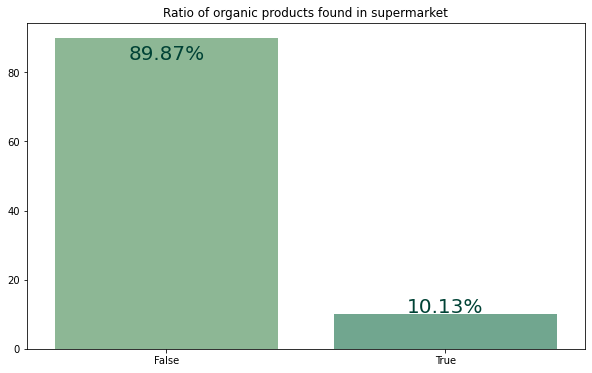 Ratio of organic products found in supermarket
80
60
40
20
0
89.87%
10.13%
False
True